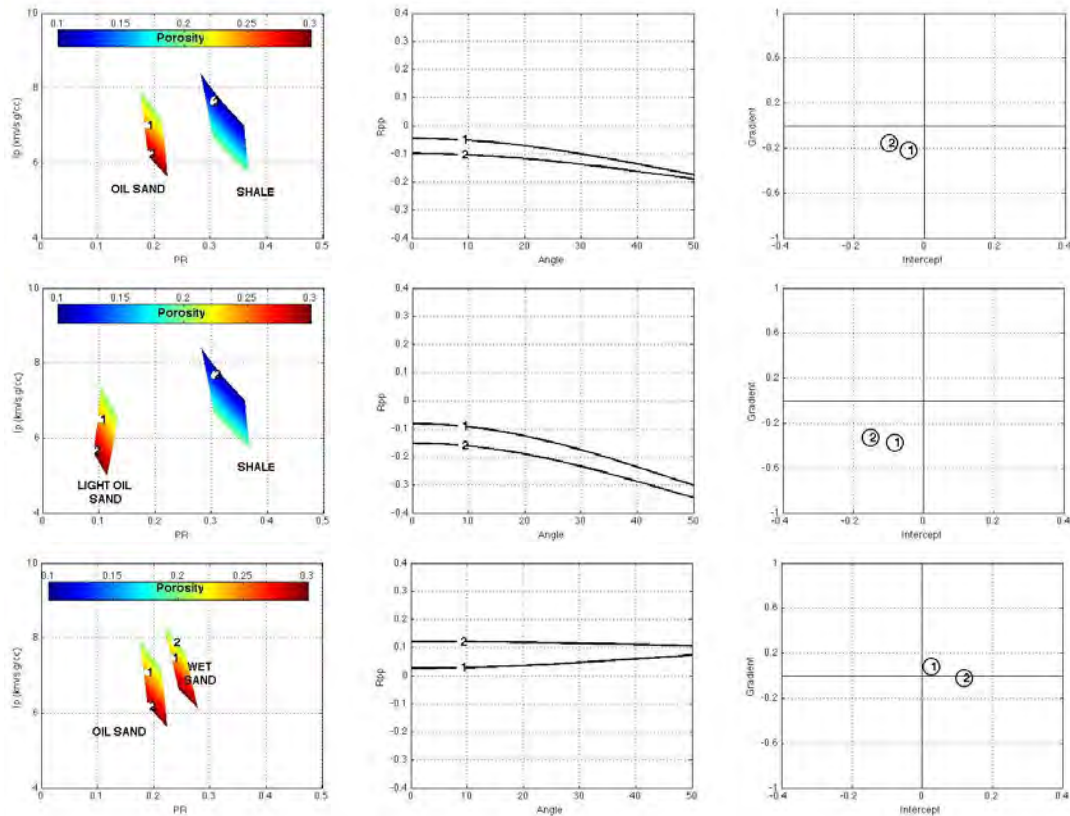 0.1 0.15 0.2 0.25 0.3
Porosity
10
8
6
4
Ip (km/s g/cc)
1
2
OIL SAND
SHALE
0 0.1 0.2 0.3 0.4 0.5
PR
0.4
0.3
0.2
0.1
0
-0.1
-0.2
-0.3
-0.4
Rpp
1
2
0 10 20 30 40 50
Angle
1
0.6
0.2
-0.2
-0.6
-1
Gradient
2 1
-0.4 -0.2 0 0.2 0.4
Intercept
0.1 0.15 0.2 0.25 0.3
Porosity
10
8
6
4
Ip (km/s g/cc)
1
LIGHT OIL
SAND
SHALE
0 0.1 0.2 0.3 0.4 0.5
PR
0.4
0.3
0.2
0.1
0
-0.1
-0.2
-0.3
-0.4
Rpp
1
2
0 10 20 30 40 50
Angle
1
0.6
0.2
-0.2
-0.6
-1
Gradient
2 1
-0.4 -0.2 0 0.2 0.4
Intercept
0.1 0.15 0.2 0.25 0.3
Porosity
10
8
6
4
Ip (km/s g/cc)
2
1
1
2
WET
SAND
OIL SAND
0 0.1 0.2 0.3 0.4 0.5
PR
0.4
0.3
0.2
0.1
0
-0.1
-0.2
-0.3
-0.4
Rpp
2
1
0 10 20 30 40 50
Angle
1
0.6
0.2
-0.2
-0.6
-1
Gradient
1 2
-0.4 -0.2 0 0.2 0.4
Intercept